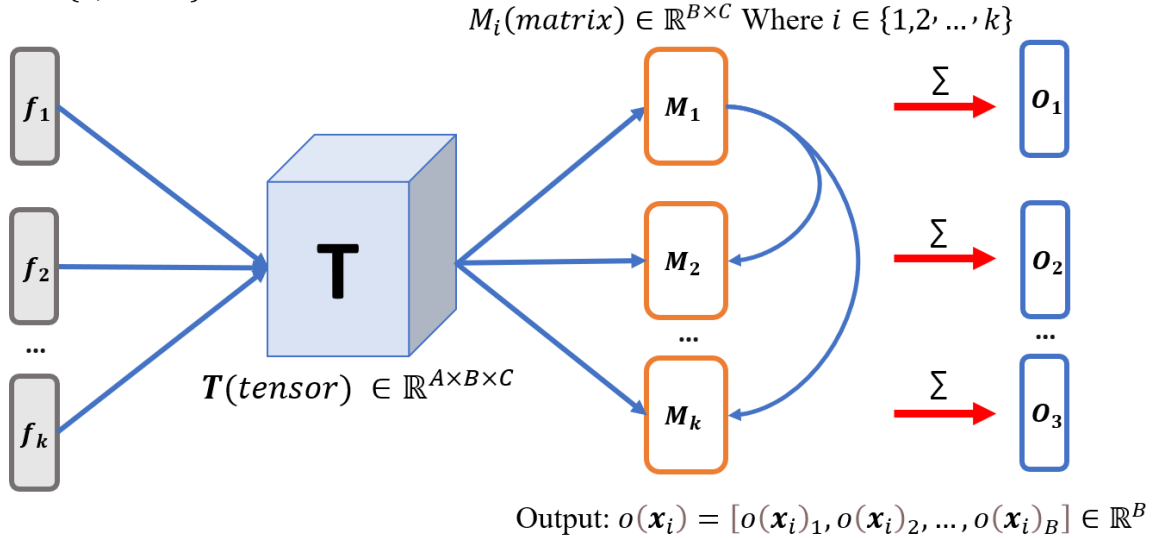 M_i(matrix) ∈ ℝ^{B×C} Where i ∈ {1,2, …, k}
f_1
M_1
∑
O_1
T
f_2
M_2
∑
O_2
...
...
...
T(tensor) ∈ ℝ^{A×B×C}
f_k
M_k
∑
O_3
Output: o(x_i) = [o(x_i)_1, o(x_i)_2, … , o(x_i)_B] ∈ ℝ^B